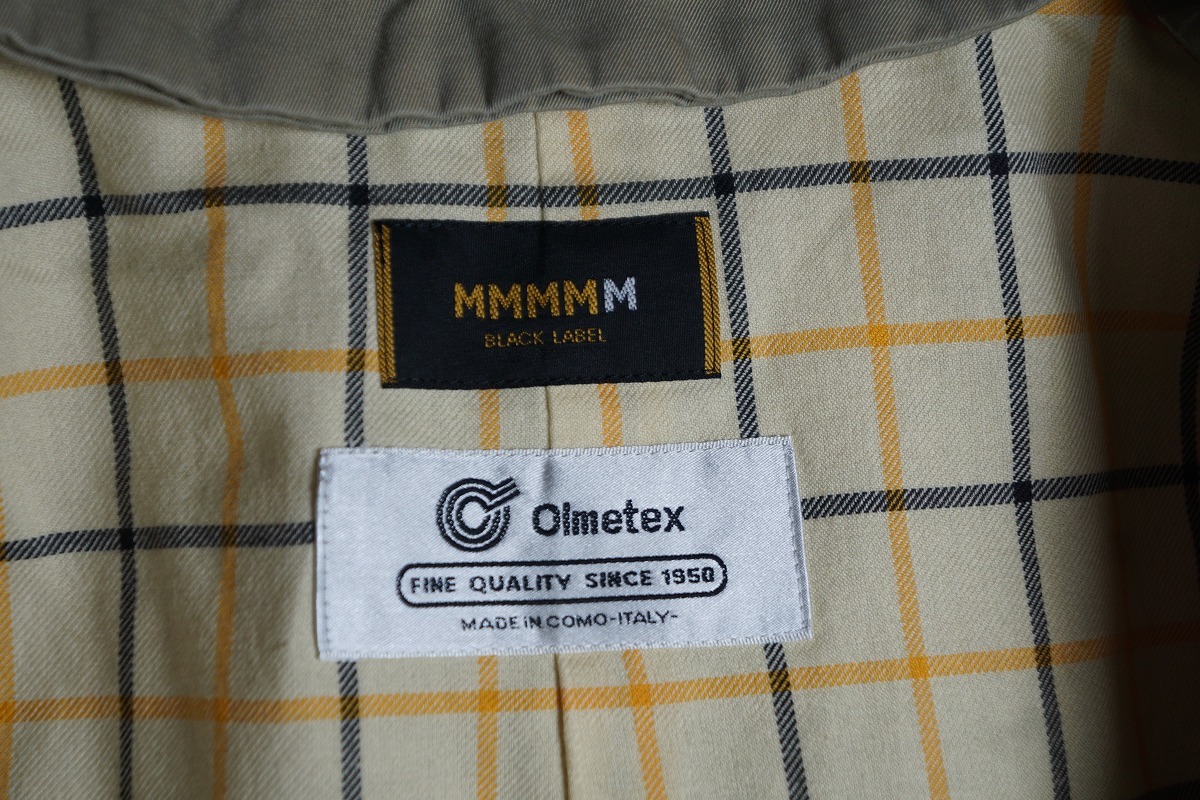 MMMMM
BLACK LABEL
Olmetex
FINE QUALITY SINCE 1950
MADE IN COMO-ITALY-